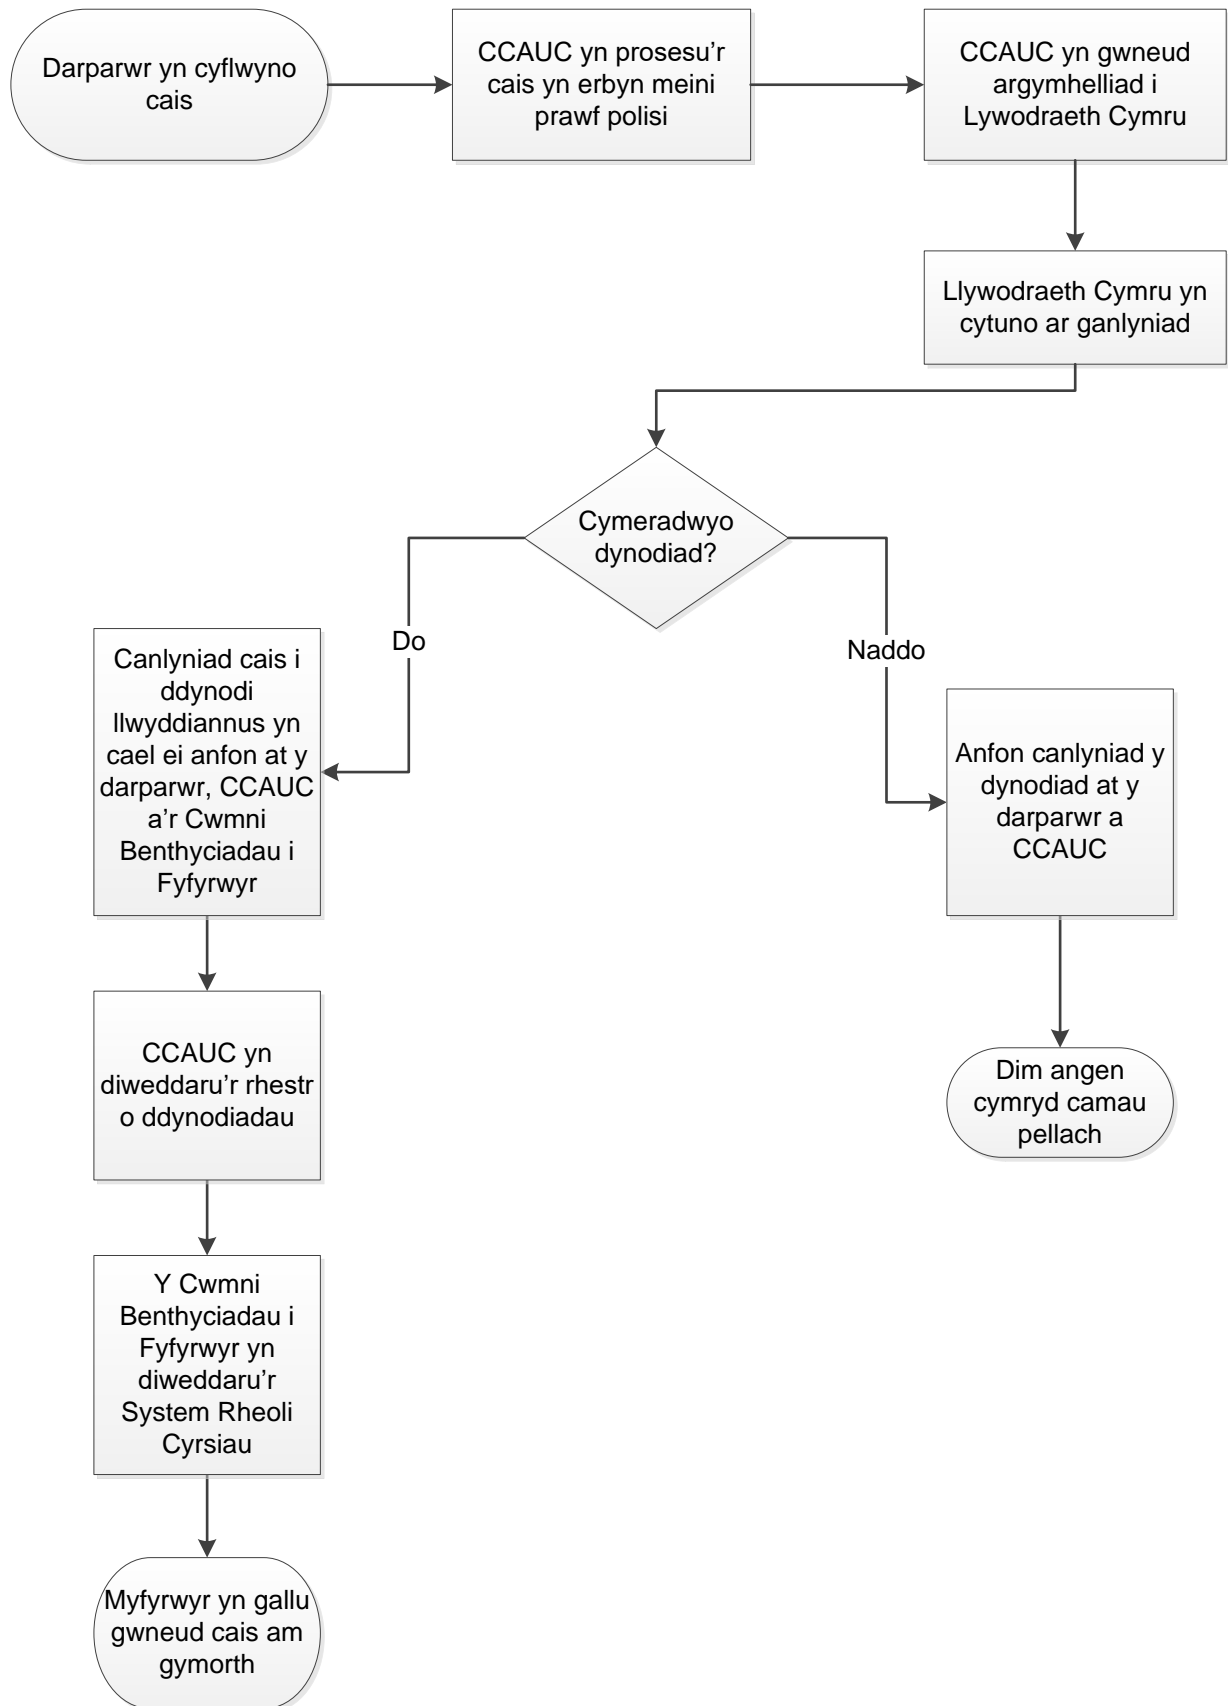 Darparwr yn cyflwyno
cais
CCAUC yn prosesu’r
cais yn erbyn meini
prawf polisi
CCAUC yn gwneud
argymhelliad i
Lywodraeth Cymru
Llywodraeth Cymru yn
cytuno ar ganlyniad
Cymeradwyo
dynodiad?
Do
Naddo
Canlyniad cais i
ddynodi
llwyddiannus yn
cael ei anfon at y
darparwr, CCAUC
a’r Cwmni
Benthyciadau i
Fyfyrwyr
Anfon canlyniad y
dynodiad at y
darparwr a
CCAUC
CCAUC yn
diweddaru’r rhestr
o ddynodiadau
Dim angen
cymryd camau
pellach
Y Cwmni
Benthyciadau i
Fyfyrwyr yn
diweddaru’r
System Rheoli
Cyrsiau
Myfyrwyr yn gallu
gwneud cais am
gymorth